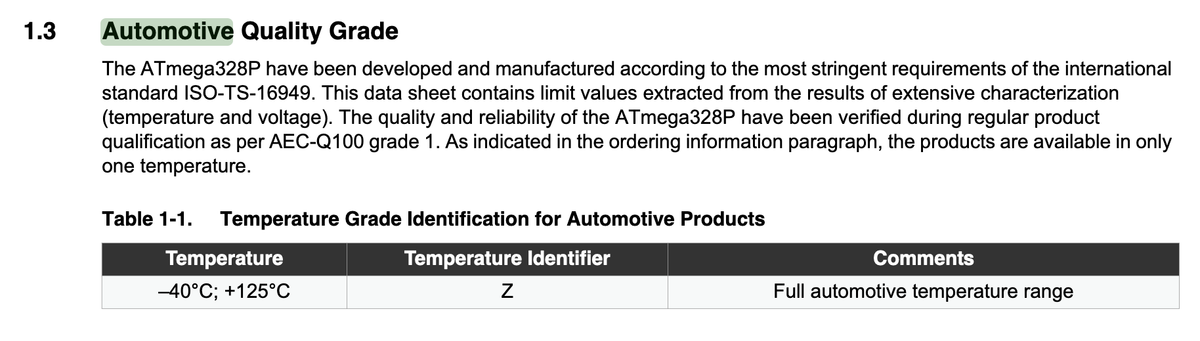 1.3 Automotive Quality Grade
The ATmega328P have been developed and manufactured according to the most stringent requirements of the international
standard ISO-TS-16949. This data sheet contains limit values extracted from the results of extensive characterization
(temperature and voltage). The quality and reliability of the ATmega328P have been verified during regular product
qualification as per AEC-Q100 grade 1. As indicated in the ordering information paragraph, the products are available in only
one temperature.
Table 1-1. Temperature Grade Identification for Automotive Products
Temperature Temperature Identifier Comments
–40°C; +125°C Z Full automotive temperature range